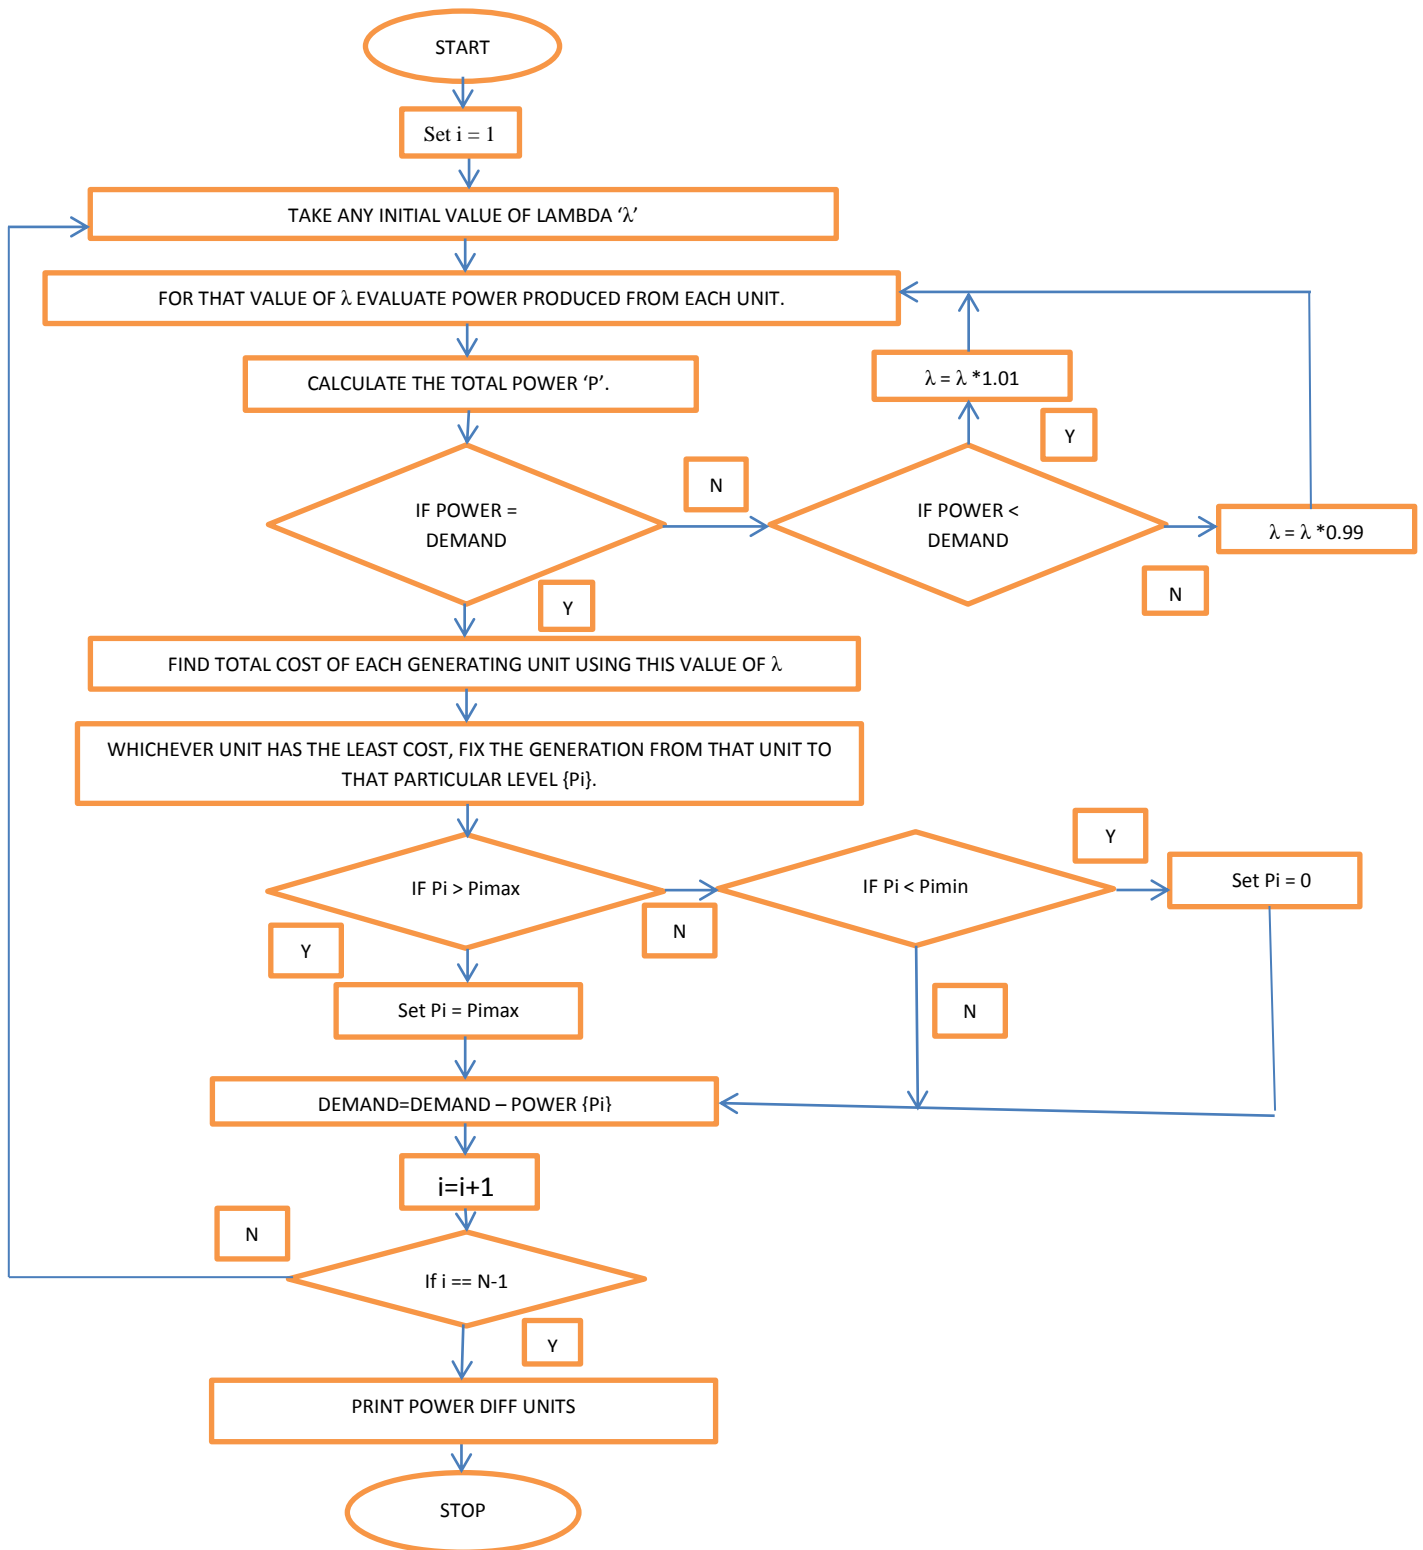 START
Set i = 1
TAKE ANY INITIAL VALUE OF LAMBDA ‘λ’
FOR THAT VALUE OF λ EVALUATE POWER PRODUCED FROM EACH UNIT.
CALCULATE THE TOTAL POWER ‘P’.
λ = λ *1.01
Y
N
IF POWER =
DEMAND
IF POWER <
DEMAND
λ = λ *0.99
Y
N
FIND TOTAL COST OF EACH GENERATING UNIT USING THIS VALUE OF λ
WHICHEVER UNIT HAS THE LEAST COST, FIX THE GENERATION FROM THAT UNIT TO
THAT PARTICULAR LEVEL {Pi}.
Y
IF Pi > Pimax
IF Pi < Pimin
Set Pi = 0
N
Y
Set Pi = Pimax
N
DEMAND=DEMAND – POWER {Pi}
i=i+1
N
If i == N-1
Y
PRINT POWER DIFF UNITS
STOP